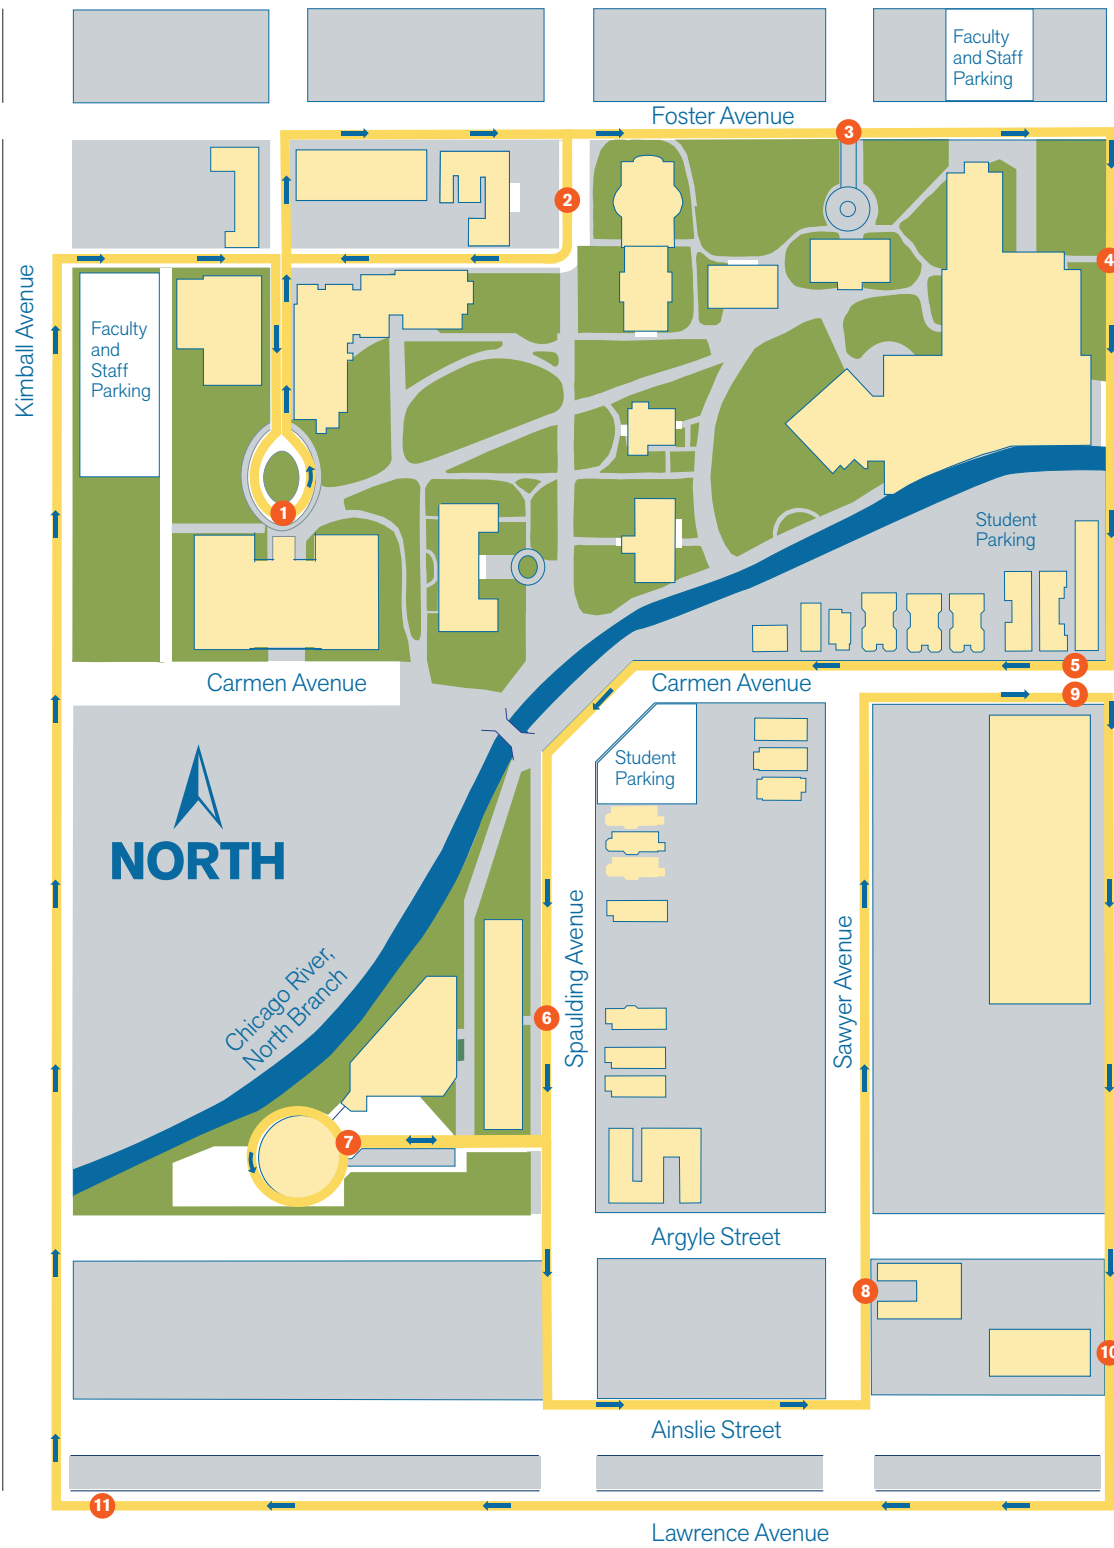 Faculty
and Staff
Parking
Foster Avenue
3
2
4
Kimball Avenue
Faculty
and
Staff
Parking
1
Student
Parking
5
Carmen Avenue
Carmen Avenue
9
Student
Parking
NORTH
Spaulding Avenue
Sawyer Avenue
Chicago River,
North Branch
6
7
Argyle Street
8
10
Ainslie Street
11
Lawrence Avenue